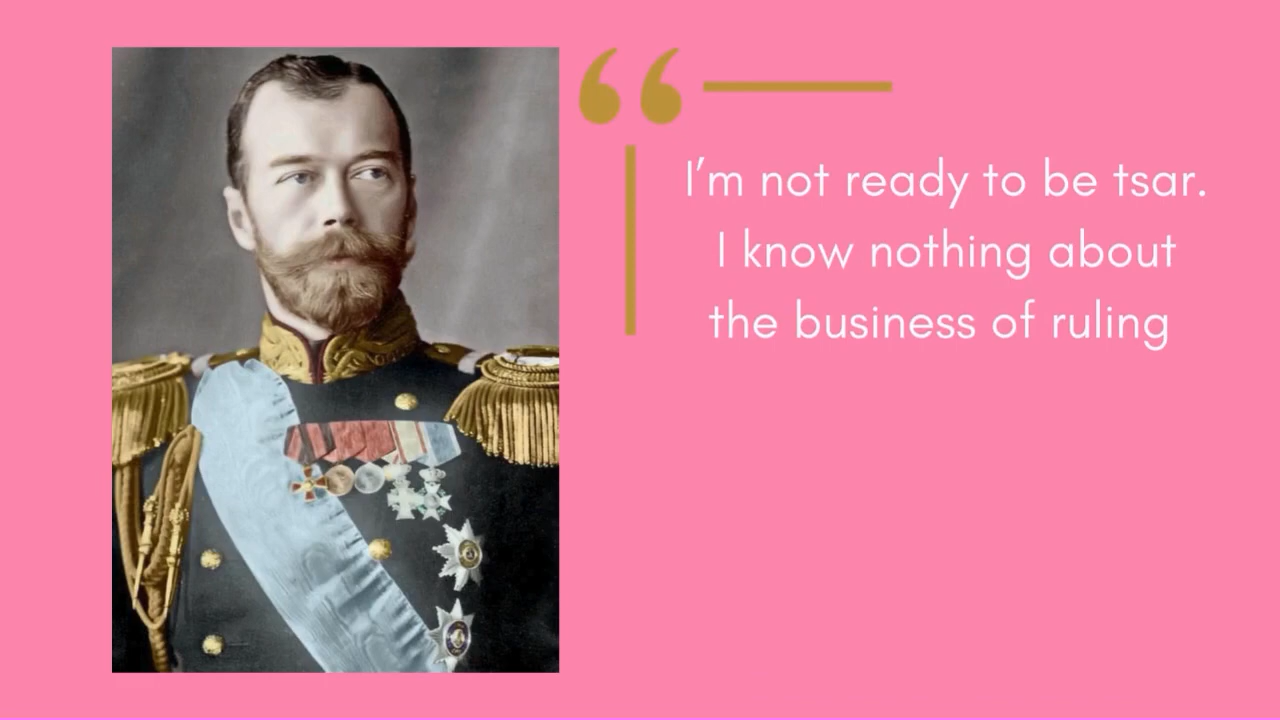 “
I’m not ready to be tsar.
I know nothing about
the business of ruling